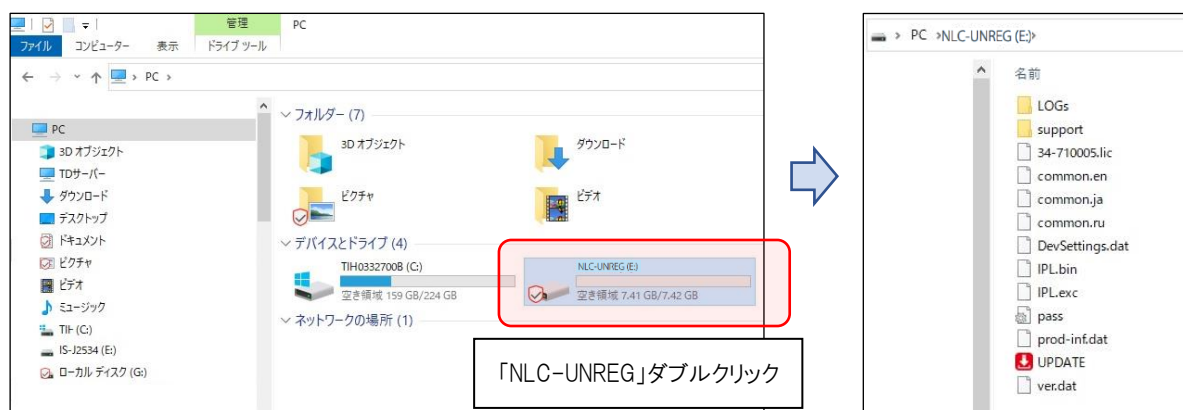 管理
PC
ファイル
コンピューター
表示
ドライブ ツール
PC
PC
3D オブジェクト
TDサーバー
ダウンロード
デスクトップ
ドキュメント
ピクチャ
ビデオ
ミュージック
TIH (C:)
IS-J2534 (E:)
ローカル ディスク (G:)
フォルダー (7)
3D オブジェクト
ダウンロード
ピクチャ
ビデオ
デバイスとドライブ (4)
TIH0332700B (C:)
空き領域 159 GB/224 GB
NLC-UNREG (E:)
空き領域 7.41 GB/7.42 GB
ネットワークの場所 (1)
「NLC-UNREG」ダブルクリック
PC NLC-UNREG (E:)
名前
LOGs
support
34-710005.lic
common.en
common.ja
common.ru
DevSettings.dat
IPL.bin
IPL.exc
pass
prod-inf.dat
UPDATE
ver.dat